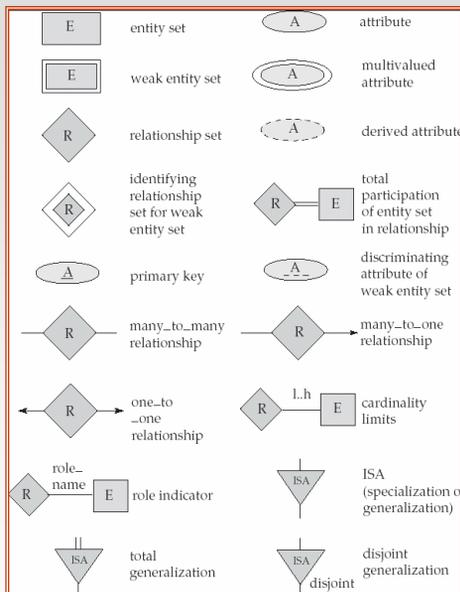 E
entity set
A
attribute
E
weak entity set
A
multivalued
attribute
R
relationship set
A
derived attribute
R
identifying
relationship
set for weak
entity set
R
E
total
participation
of entity set
in relationship
A
primary key
A
discriminating
attribute of
weak entity set
R
many_to_many
relationship
R
many_to_one
relationship
R
one_to
_one
relationship
R
l..h
E
cardinality
limits
R
role_
name
E
role indicator
ISA
ISA
(specialization o
generalization)
ISA
total
generalization
ISA
disjoint
disjoint
generalization